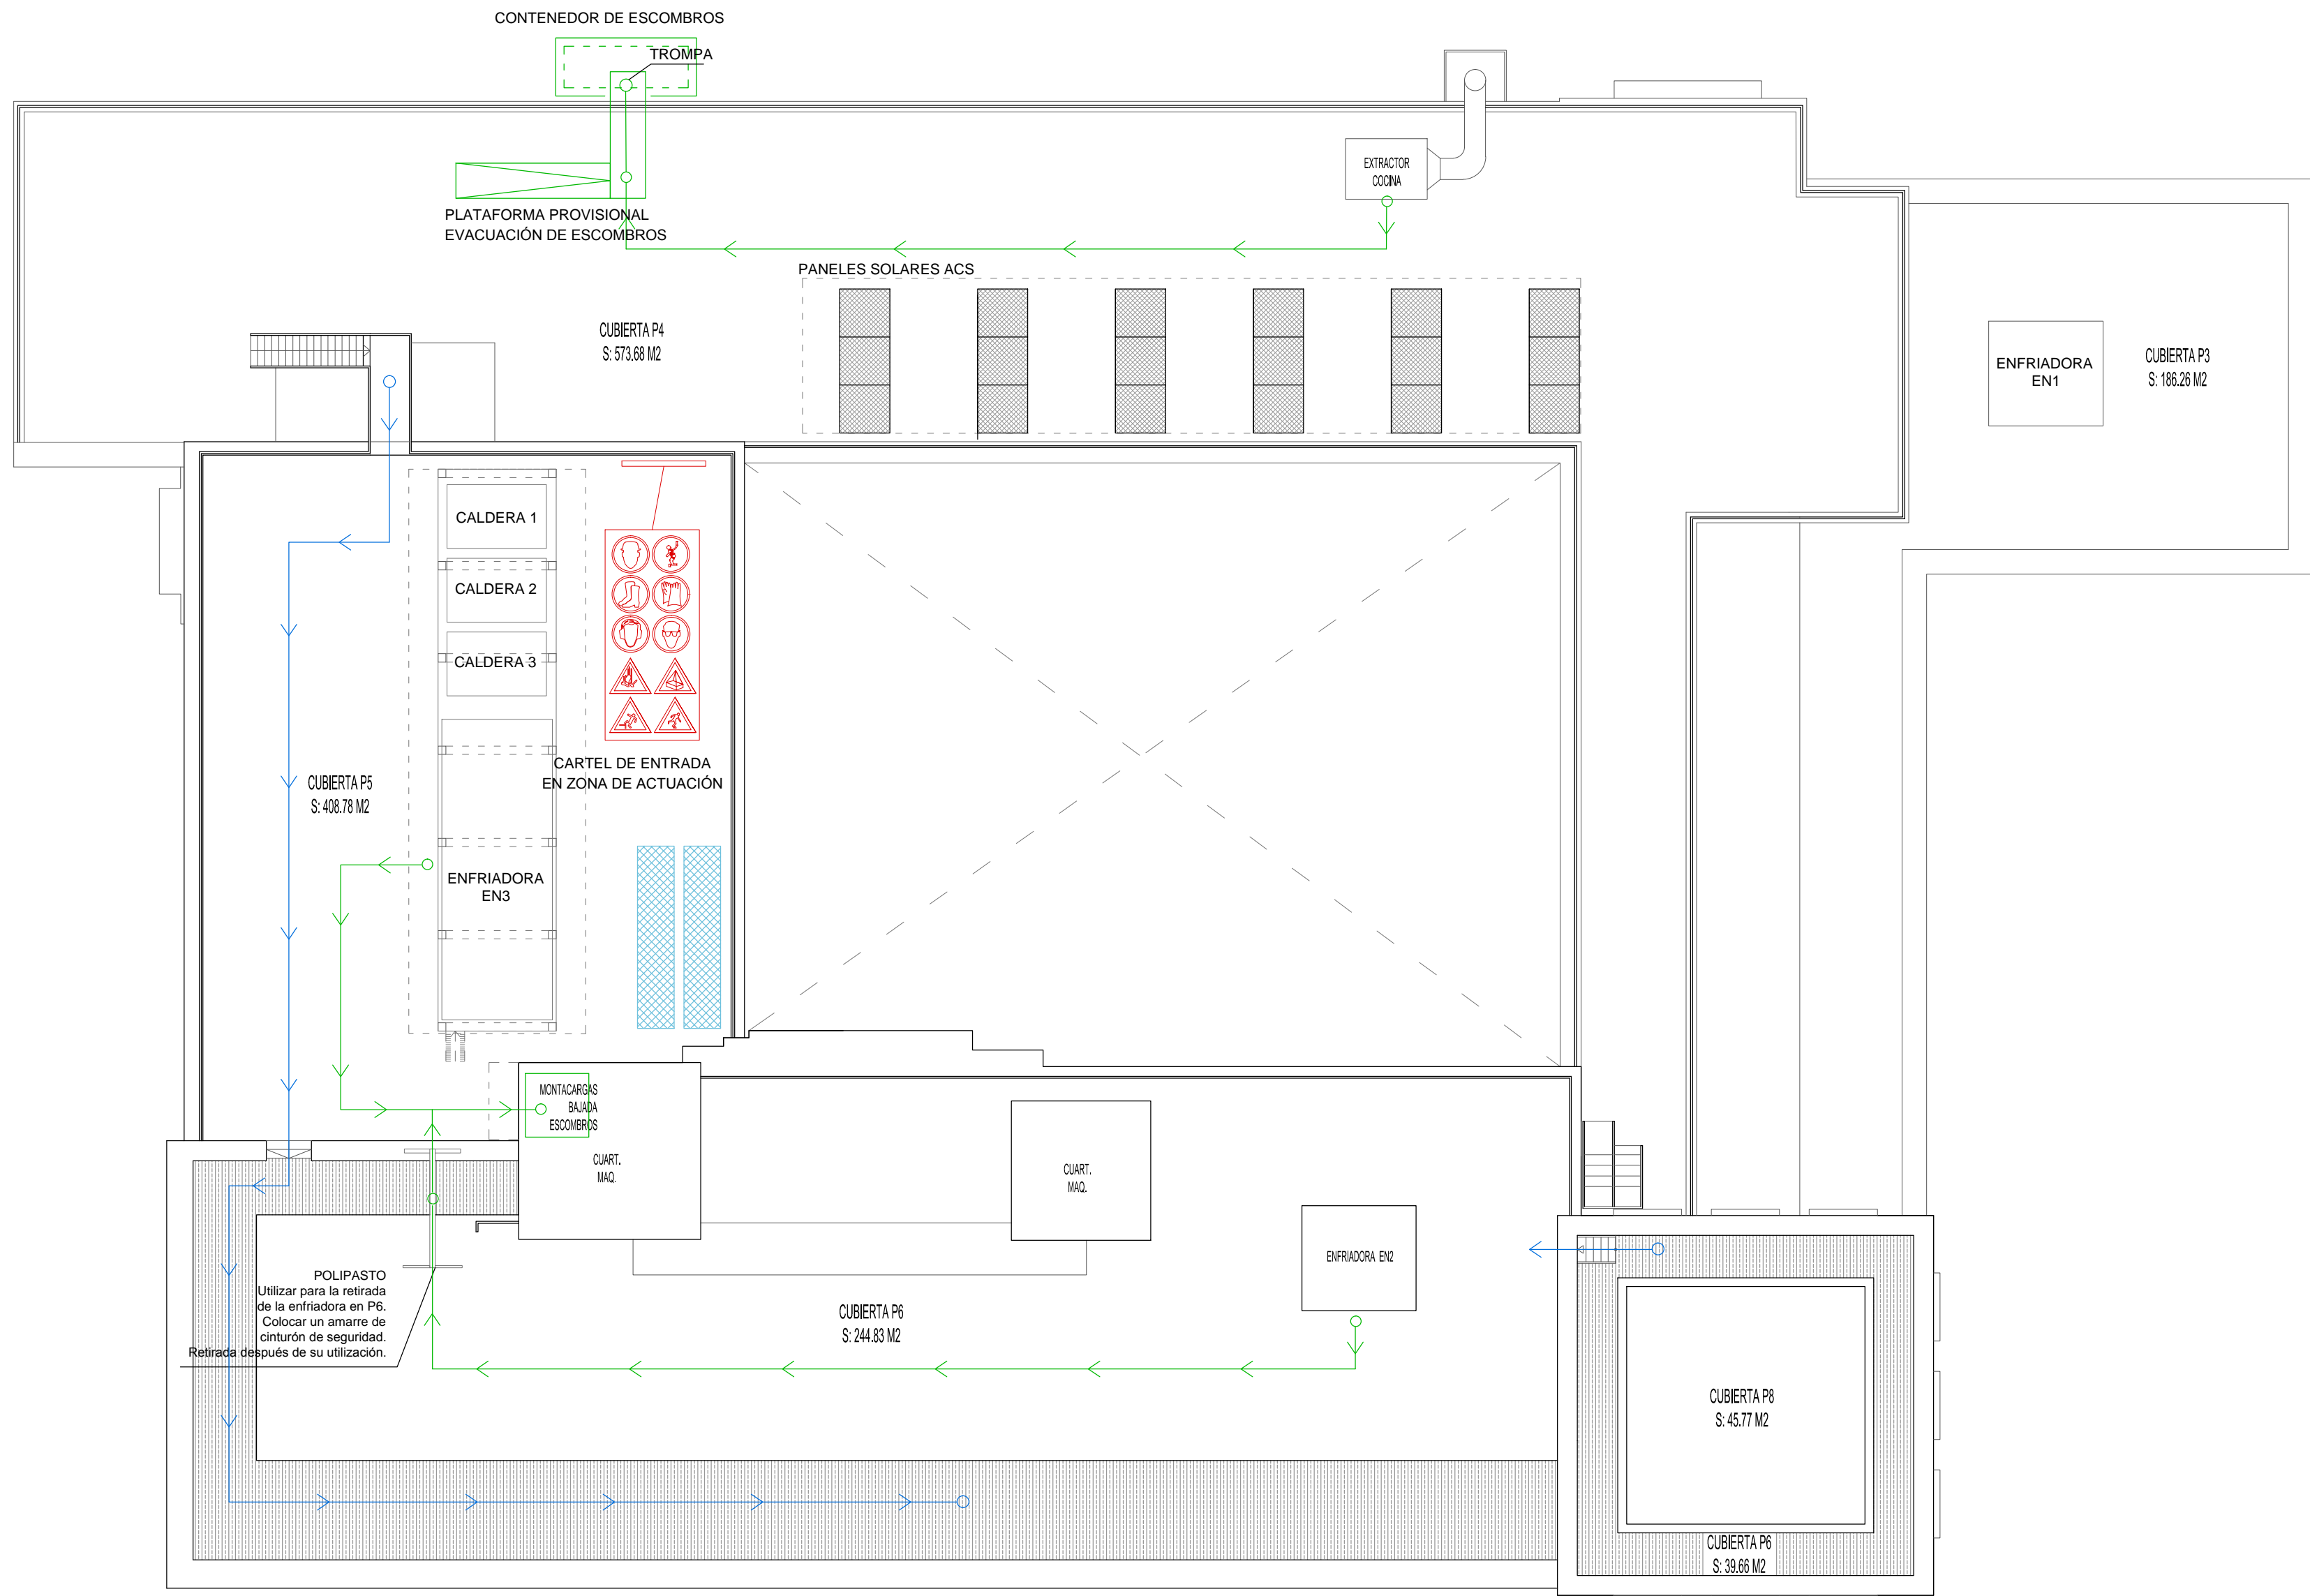 CONTENEDOR DE ESCOMBROS
TROMPA
EXTRACTOR
COCINA
PLATAFORMA PROVISIONAL
EVACUACIÓN DE ESCOMBROS
PANELES SOLARES ACS
CUBIERTA P4
S: 573.68 M2
ENFRIADORA
EN1
CUBIERTA P3
S: 186.26 M2
CALDERA 1
CALDERA 2
CALDERA 3
CARTEL DE ENTRADA
EN ZONA DE ACTUACIÓN
CUBIERTA P5
S: 408.78 M2
ENFRIADORA
EN3
MONTACARGAS
BAJADA
ESCOMBROS
CUART.
MAQ.
CUART.
MAQ.
ENFRIADORA EN2
POLIPASTO
Utilizar para la retirada
de la enfriadora en P6.
Colocar un amarre de
cinturón de seguridad.
Retirada después de su utilización.
CUBIERTA P6
S: 244.83 M2
CUBIERTA P8
S: 45.77 M2
CUBIERTA P6
S: 39.66 M2